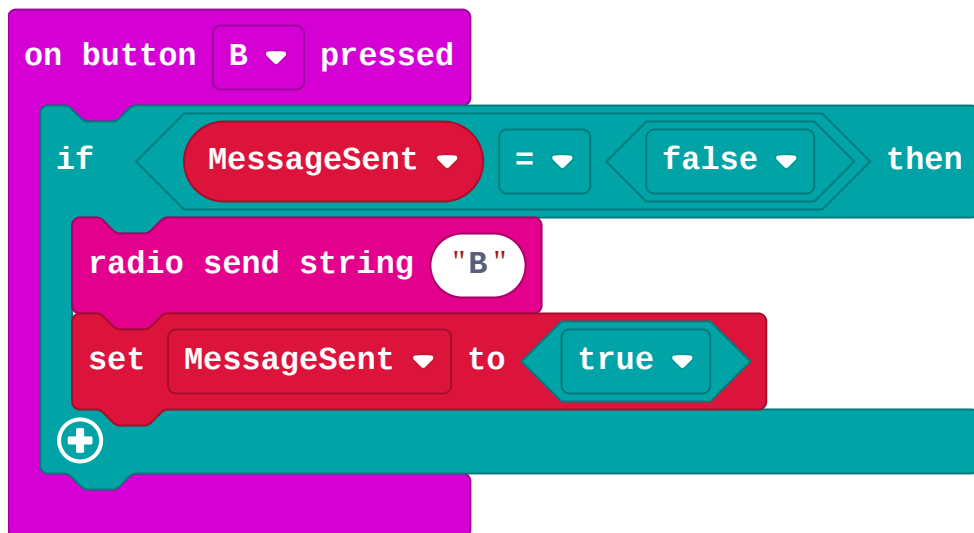 on button B pressed
if MessageSent = false then
radio send string "B"
set MessageSent to true